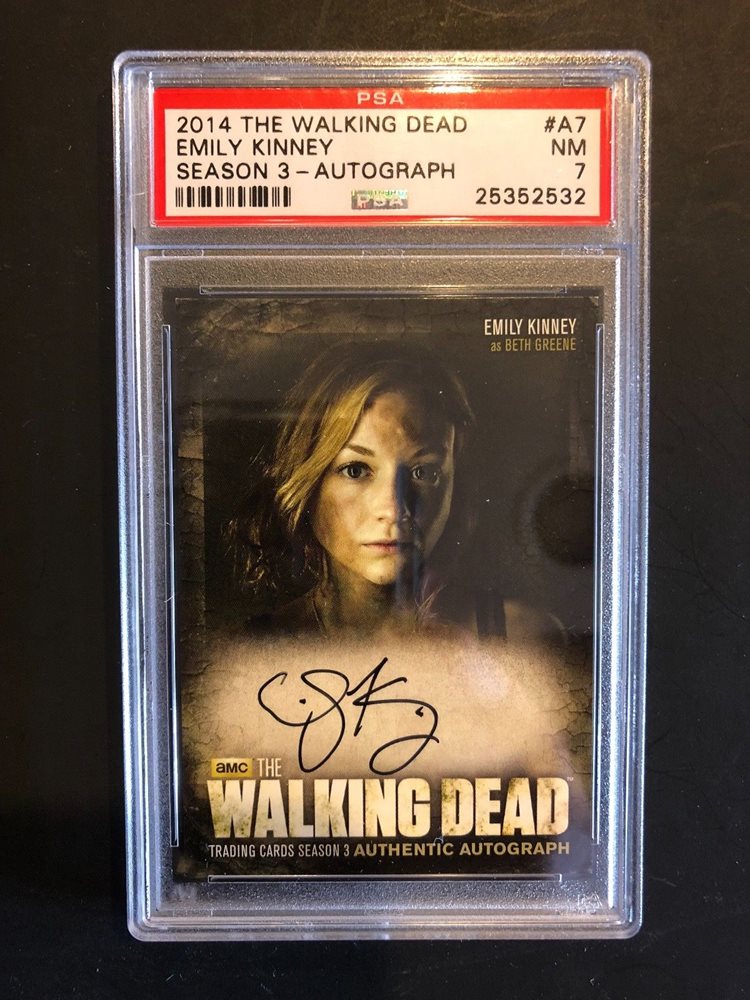 PSA
2014 THE WALKING DEAD #A7
EMILY KINNEY NM
SEASON 3 – AUTOGRAPH 7
PSA 25352532
EMILY KINNEY
as BETH GREENE
amc THE
WALKING DEAD™
TRADING CARDS SEASON 3 AUTHENTIC AUTOGRAPH